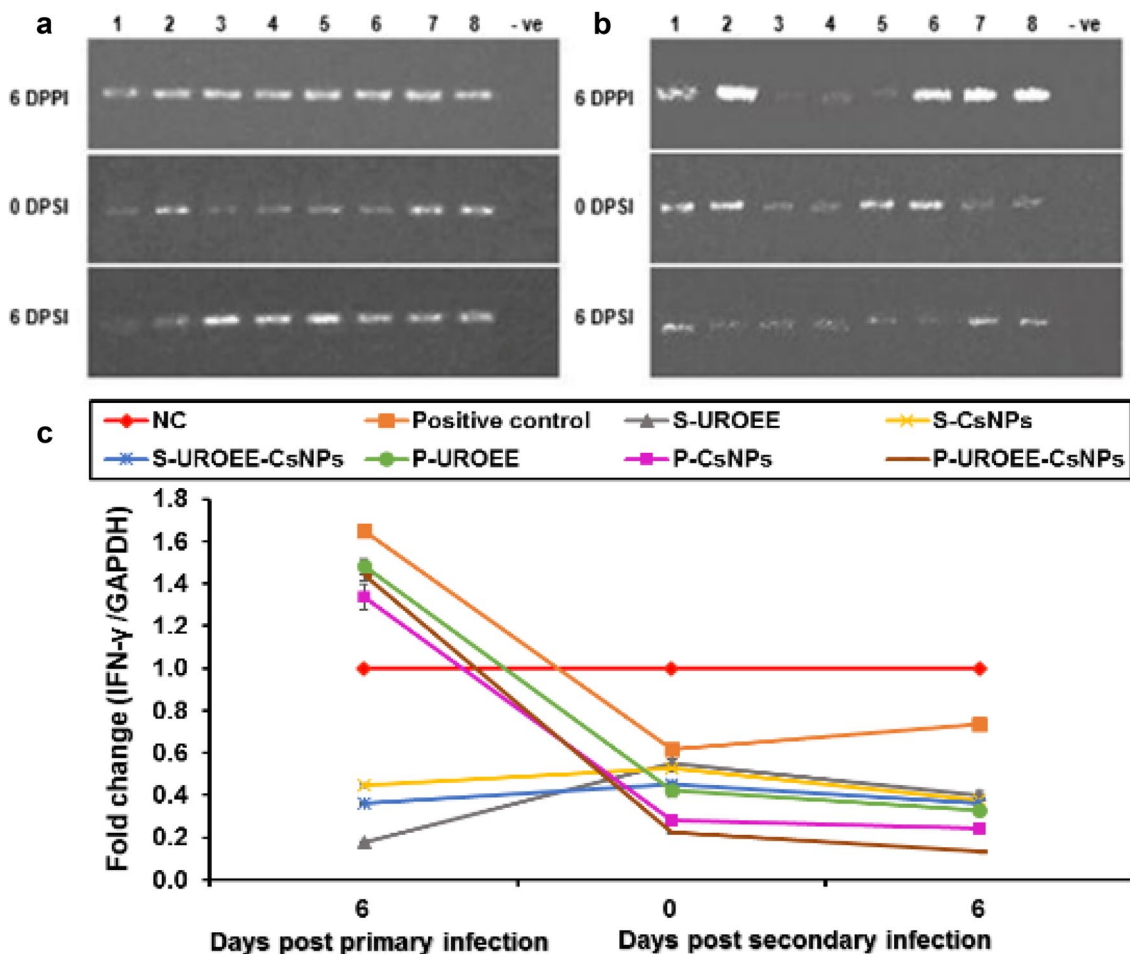 a 1 2 3 4 5 6 7 8 - ve
6 DPPI
0 DPSI
6 DPSI
b 1 2 3 4 5 6 7 8 - ve
6 DPPI
0 DPSI
6 DPSI
c
NC Positive control S-UROEE S-CsNPs
S-UROEE-CsNPs P-UROEE P-CsNPs P-UROEE-CsNPs
Fold change (IFN-γ /GAPDH)
1.8
1.6
1.4
1.2
1.0
0.8
0.6
0.4
0.2
0.0
6 0 6
Days post primary infection Days post secondary infection